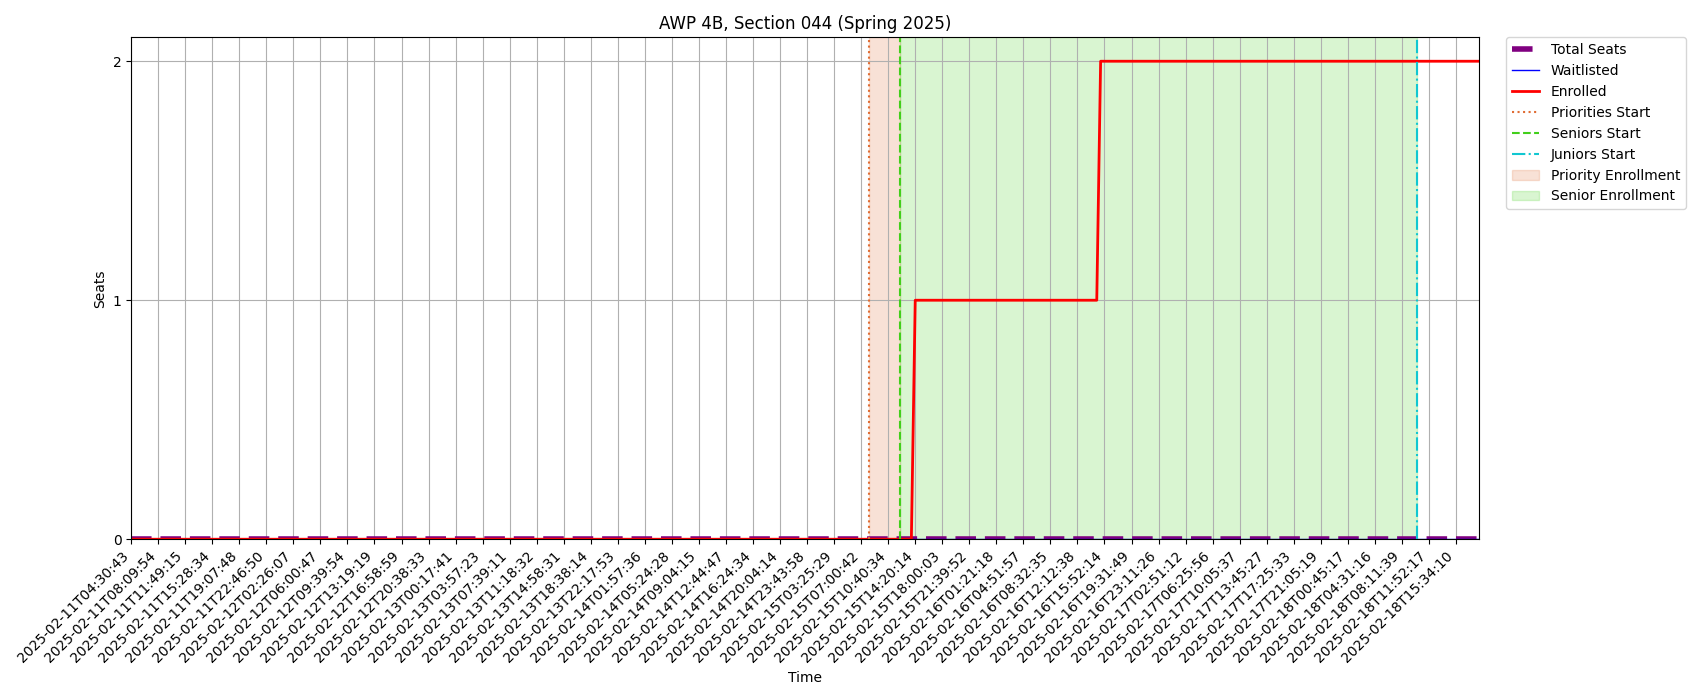 AWP 4B, Section 044 (Spring 2025)
Seats
2
1
0
2025-02-11T04:30:43
2025-02-11T08:09:54
2025-02-11T11:49:15
2025-02-11T15:28:34
2025-02-11T19:07:48
2025-02-11T22:46:50
2025-02-12T02:26:07
2025-02-12T06:00:47
2025-02-12T09:39:54
2025-02-12T13:19:19
2025-02-12T16:58:59
2025-02-12T20:38:33
2025-02-13T00:17:41
2025-02-13T03:57:23
2025-02-13T07:39:11
2025-02-13T11:18:32
2025-02-13T14:58:31
2025-02-13T18:38:14
2025-02-13T22:17:53
2025-02-14T01:57:36
2025-02-14T05:24:28
2025-02-14T09:04:15
2025-02-14T12:44:47
2025-02-14T16:24:34
2025-02-14T20:04:14
2025-02-14T23:43:58
2025-02-15T03:25:29
2025-02-15T07:00:42
2025-02-15T10:40:34
2025-02-15T14:20:14
2025-02-15T18:00:03
2025-02-15T21:39:52
2025-02-16T01:21:18
2025-02-16T04:51:57
2025-02-16T08:32:35
2025-02-16T12:12:38
2025-02-16T15:52:14
2025-02-16T19:31:49
2025-02-16T23:11:26
2025-02-17T02:51:12
2025-02-17T06:25:56
2025-02-17T10:05:37
2025-02-17T13:45:27
2025-02-17T17:25:33
2025-02-17T21:05:19
2025-02-18T00:45:17
2025-02-18T04:31:16
2025-02-18T08:11:39
2025-02-18T11:52:17
2025-02-18T15:34:10
Time
Total Seats
Waitlisted
Enrolled
Priorities Start
Seniors Start
Juniors Start
Priority Enrollment
Senior Enrollment